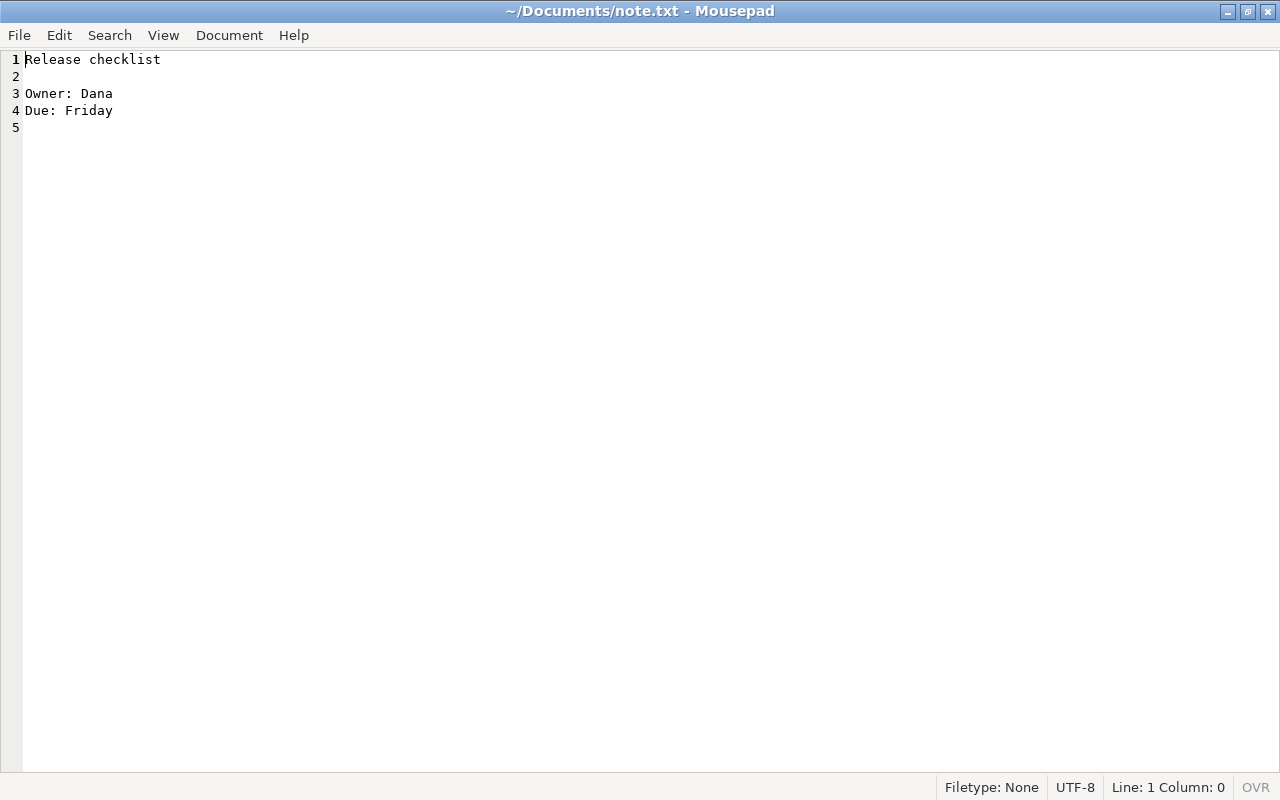 ~/Documents/note.txt - Mousepad
File Edit Search View Document Help
1 Release checklist
2
3 Owner: Dana
4 Due: Friday
5
Filetype: None UTF-8 Line: 1 Column: 0 OVR